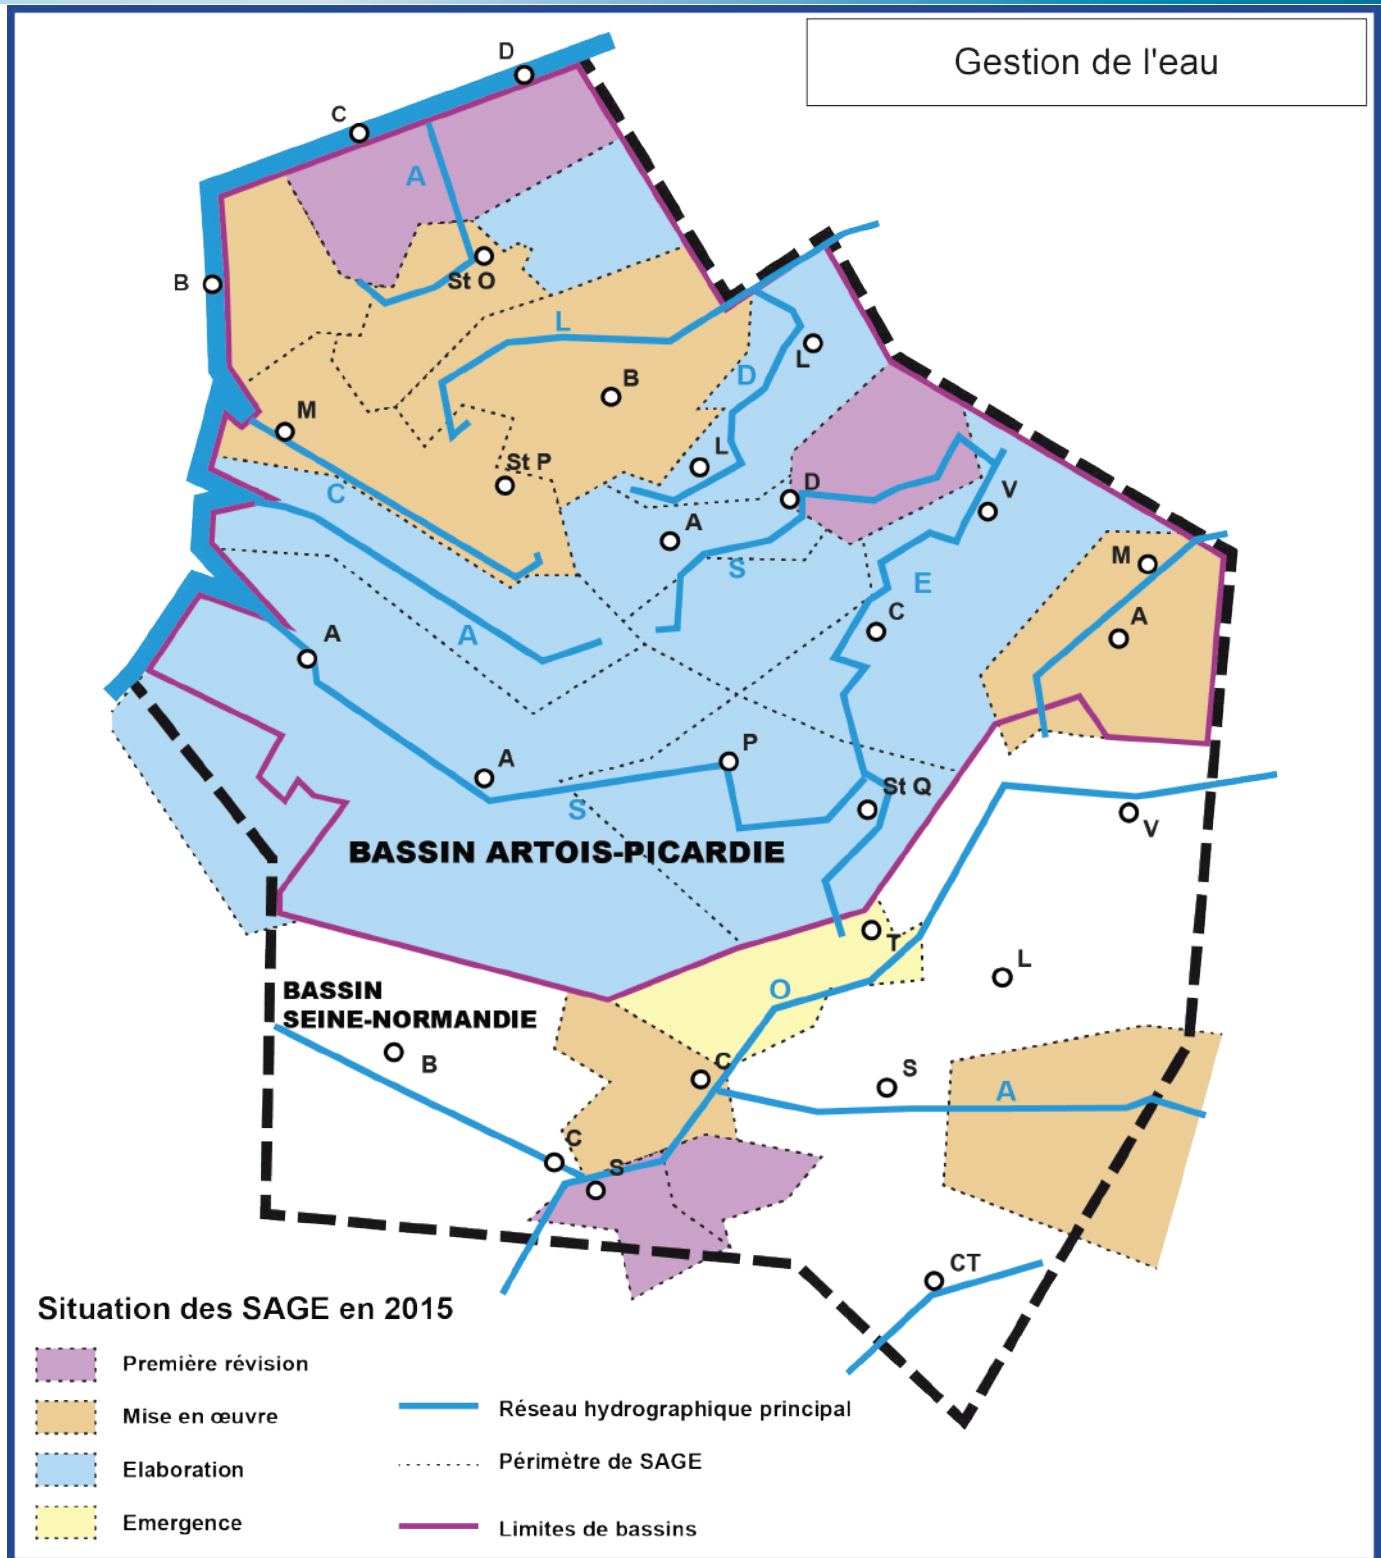 Gestion de l'eau
D
C
A
B
St O
L
L
D
B
M
L
St P
D
V
C
A
M
S
E
A
C
A
A
A
P
A
St Q
S
V
BASSIN ARTOIS-PICARDIE
T
L
BASSIN
O
SEINE-NORMANDIE
B
C
S
A
C
S
CT
Situation des SAGE en 2015
Première révision
Mise en œuvre
Elaboration
Emergence
Réseau hydrographique principal
Périmètre de SAGE
Limites de bassins